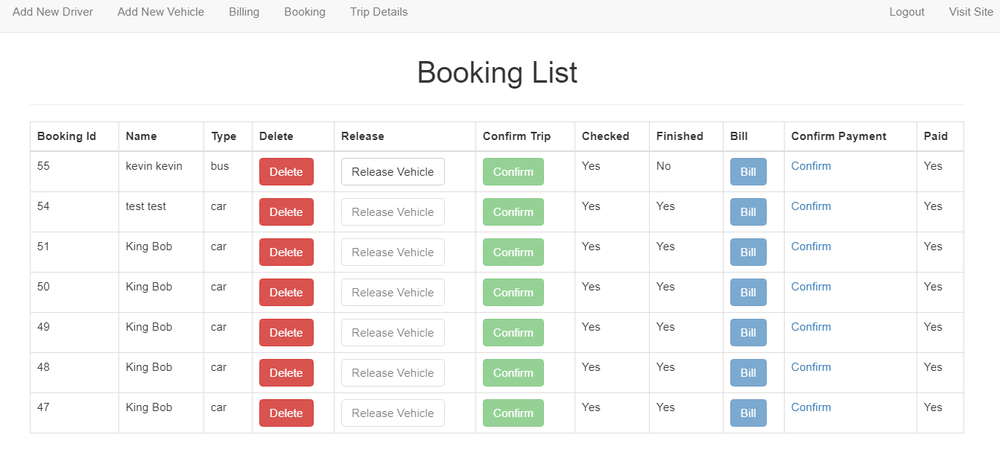 Add New Driver Add New Vehicle Billing Booking Trip Details Logout Visit Site
Booking List
Booking Id Name Type Delete Release Confirm Trip Checked Finished Bill Confirm Payment Paid
55 kevin kevin bus Delete Release Vehicle Confirm Yes No Bill Confirm Yes
54 test test car Delete Release Vehicle Confirm Yes Yes Bill Confirm Yes
51 King Bob car Delete Release Vehicle Confirm Yes Yes Bill Confirm Yes
50 King Bob car Delete Release Vehicle Confirm Yes Yes Bill Confirm Yes
49 King Bob car Delete Release Vehicle Confirm Yes Yes Bill Confirm Yes
48 King Bob car Delete Release Vehicle Confirm Yes Yes Bill Confirm Yes
47 King Bob car Delete Release Vehicle Confirm Yes Yes Bill Confirm Yes